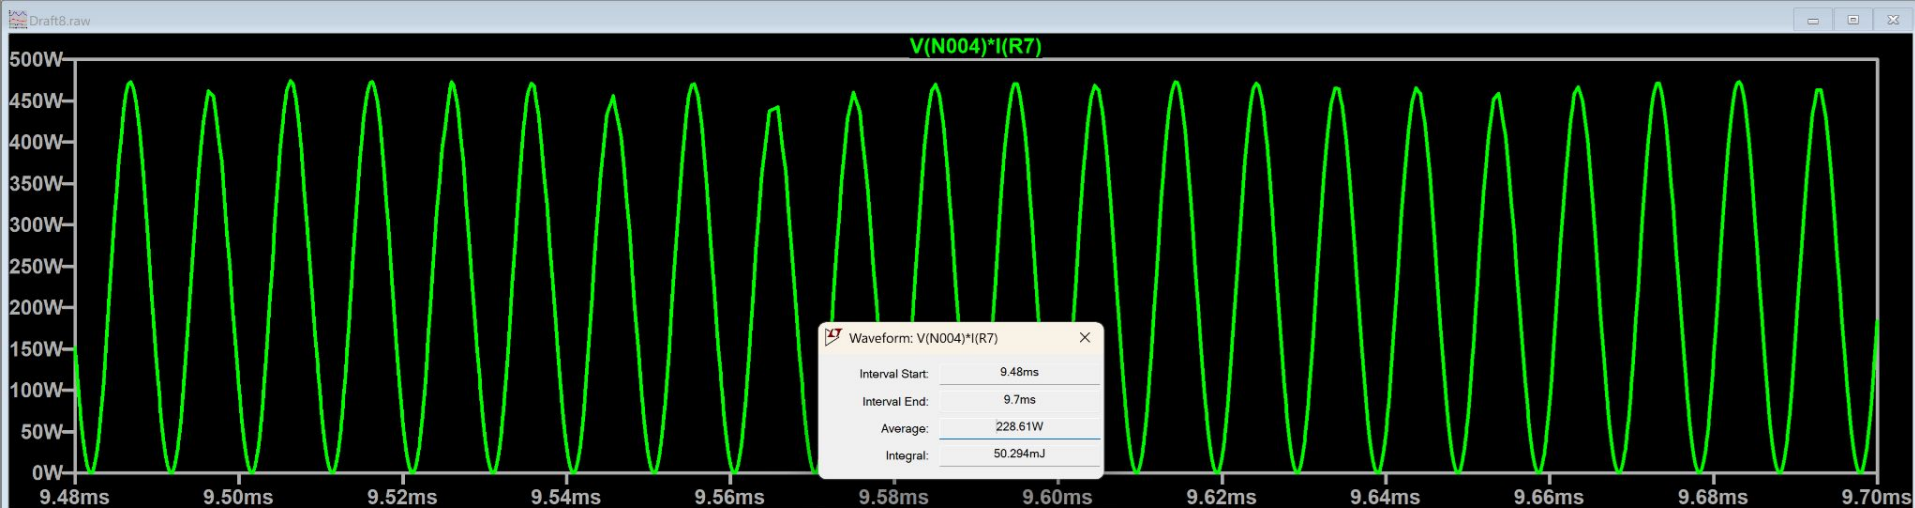 Draft8.raw
V(N004)*I(R7)
500W
450W
400W
350W
300W
250W
200W
150W
100W
50W
0W
Waveform: V(N004)*I(R7)
Interval Start: 9.48ms
Interval End: 9.7ms
Average: 228.61W
Integral: 50.294mJ
9.48ms 9.50ms 9.52ms 9.54ms 9.56ms 9.58ms 9.60ms 9.62ms 9.64ms 9.66ms 9.68ms 9.70ms